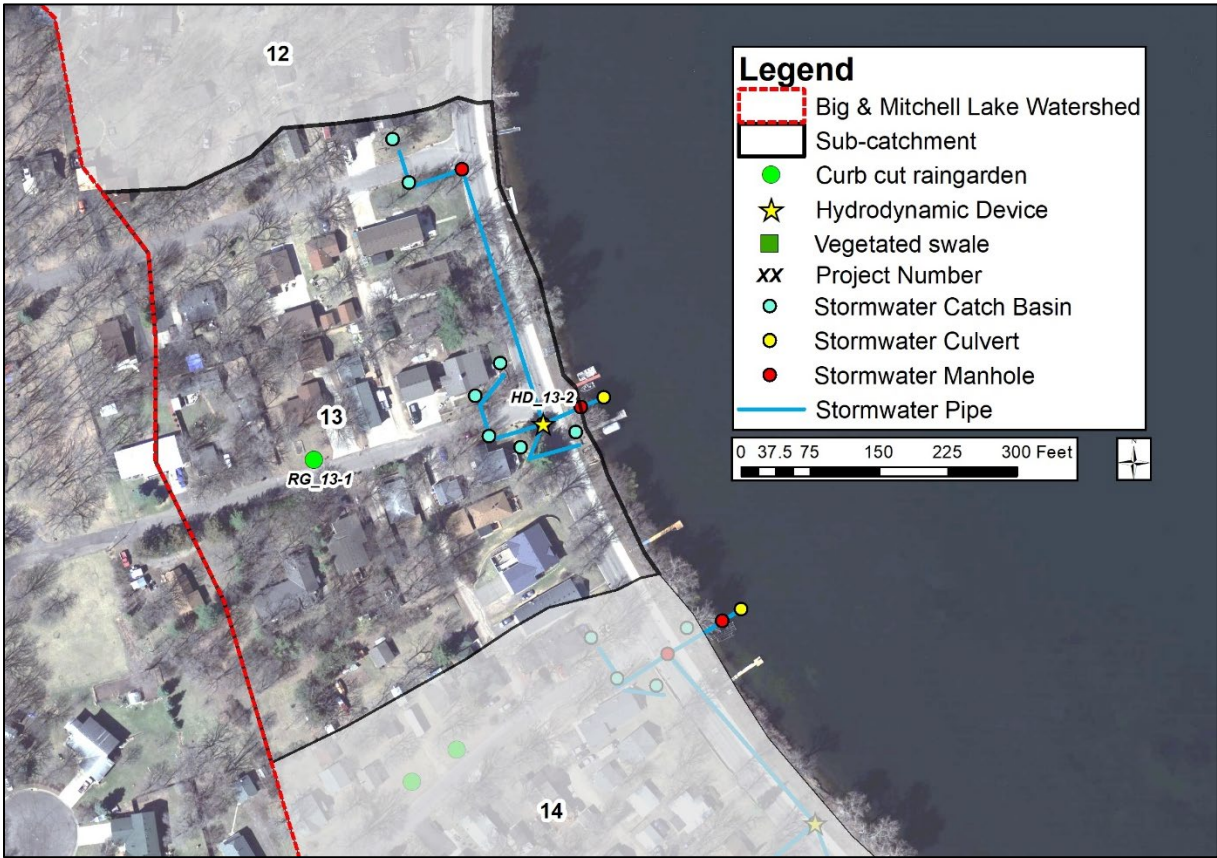 12
Legend
Big & Mitchell Lake Watershed
Sub-catchment
Curb cut raingarden
Hydrodynamic Device
Vegetated swale
XX Project Number
Stormwater Catch Basin
Stormwater Culvert
Stormwater Manhole
Stormwater Pipe
0 37.5 75 150 225 300 Feet
HD_13-2
13
RG_13-1
14